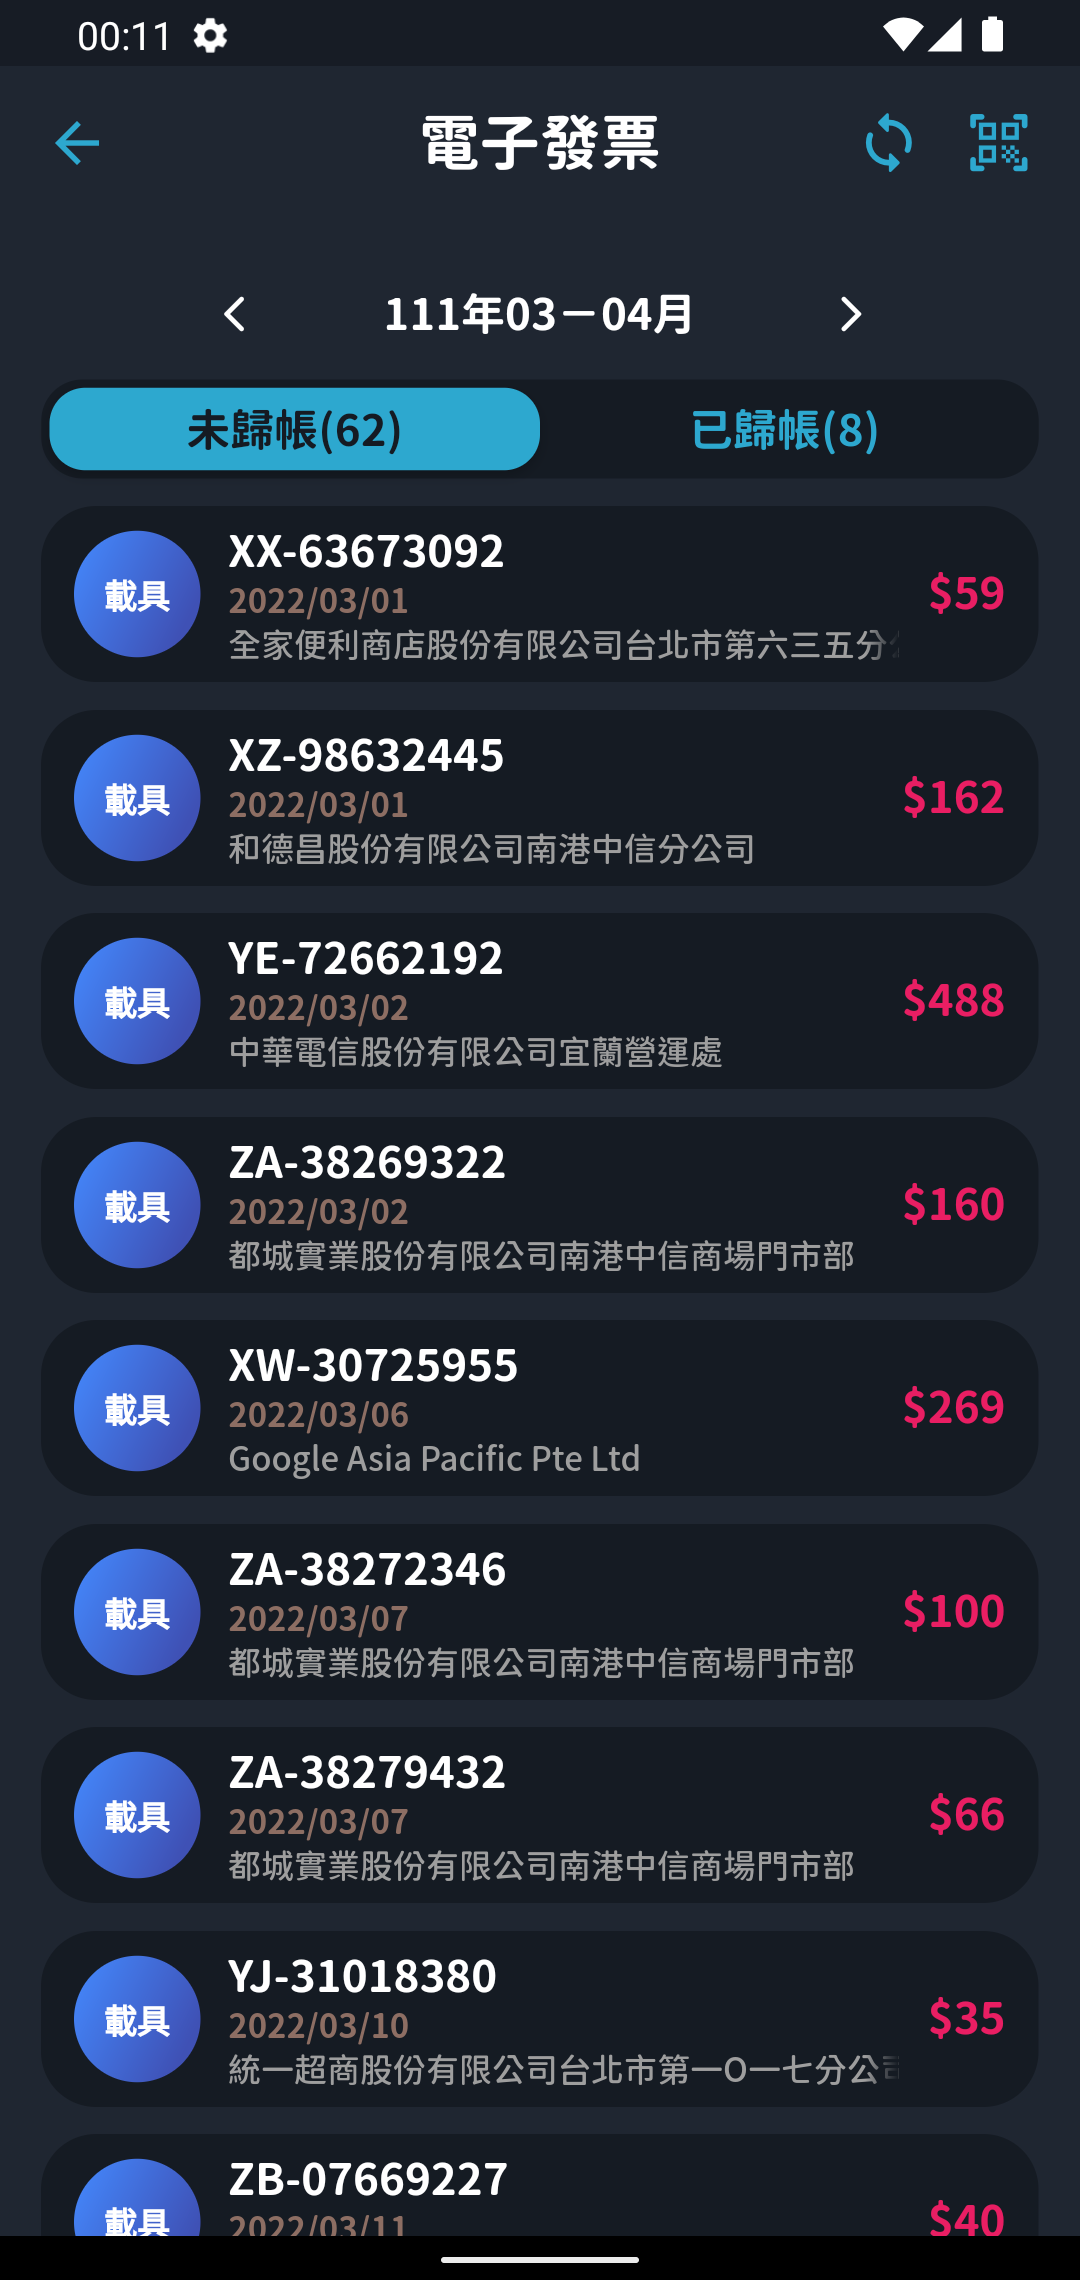 00:11
電子發票
111年03－04月
未歸帳(62)
已歸帳(8)
載具
XX-63673092
2022/03/01
全家便利商店股份有限公司台北市第六三五分
$59
載具
XZ-98632445
2022/03/01
和德昌股份有限公司南港中信分公司
$162
載具
YE-72662192
2022/03/02
中華電信股份有限公司宜蘭營運處
$488
載具
ZA-38269322
2022/03/02
都城實業股份有限公司南港中信商場門市部
$160
載具
XW-30725955
2022/03/06
Google Asia Pacific Pte Ltd
$269
載具
ZA-38272346
2022/03/07
都城實業股份有限公司南港中信商場門市部
$100
載具
ZA-38279432
2022/03/07
都城實業股份有限公司南港中信商場門市部
$66
載具
YJ-31018380
2022/03/10
統一超商股份有限公司台北市第一O一七分公司
$35
載具
ZB-07669227
2022/03/11
$40